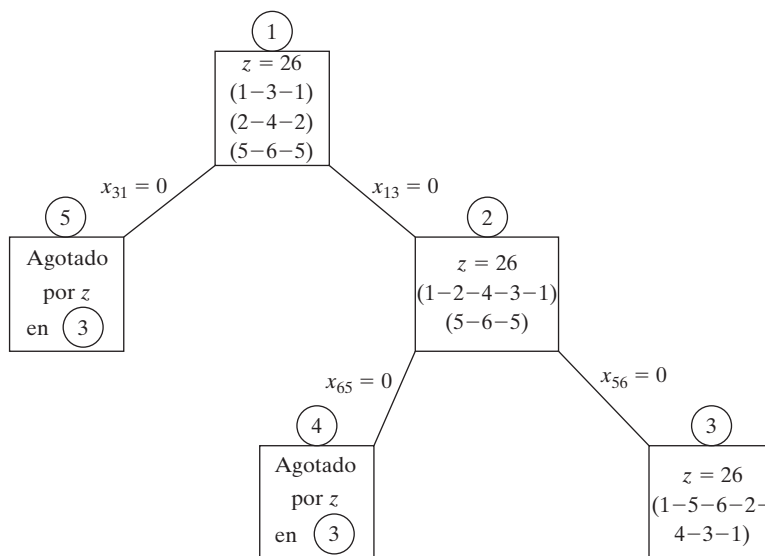 1
z = 26
(1−3−1)
(2−4−2)
(5−6−5)
x31 = 0
x13 = 0
5
Agotado
por z
en 3
2
z = 26
(1−2−4−3−1)
(5−6−5)
x65 = 0
x56 = 0
4
Agotado
por z
en 3
3
z = 26
(1−5−6−2−
4−3−1)